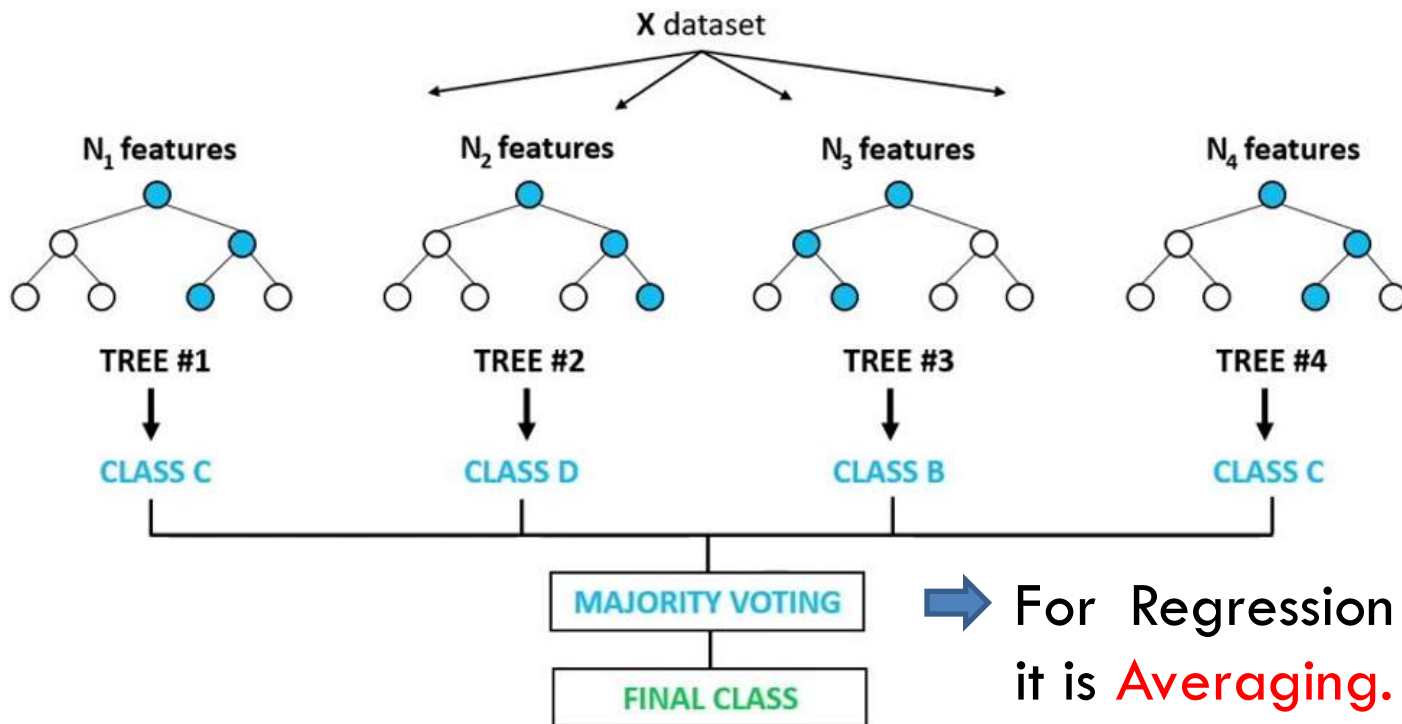 X dataset
N₁ features
N₂ features
N₃ features
N₄ features
TREE #1
TREE #2
TREE #3
TREE #4
CLASS C
CLASS D
CLASS B
CLASS C
MAJORITY VOTING
FINAL CLASS
For Regression
it is Averaging.